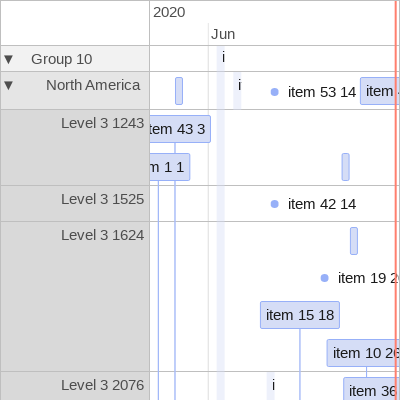 2020
Jun
▼ Group 10 i
▼ North America i item 53 14 item
Level 3 1243 tem 43 3
m 1 1
Level 3 1525 item 42 14
Level 3 1624
item 19 2
item 15 18
item 10 26
Level 3 2076 i item 36